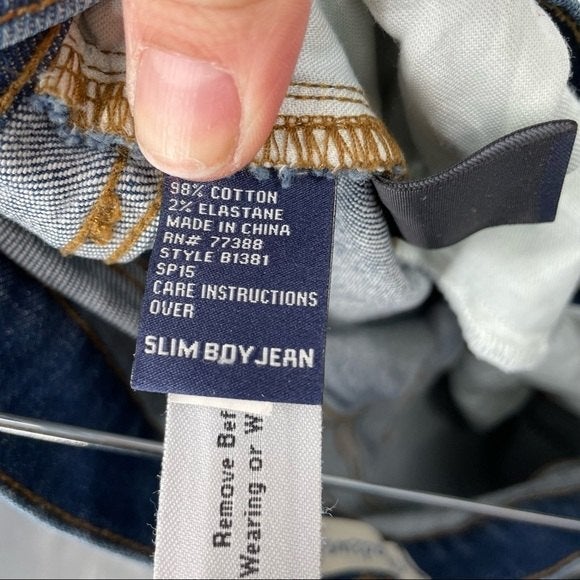 98% COTTON
2% ELASTANE
MADE IN CHINA
RN# 77388
STYLE B1381
SP15
CARE INSTRUCTIONS
OVER
SLIM BOY JEAN
Remove Bef
Wearing or W